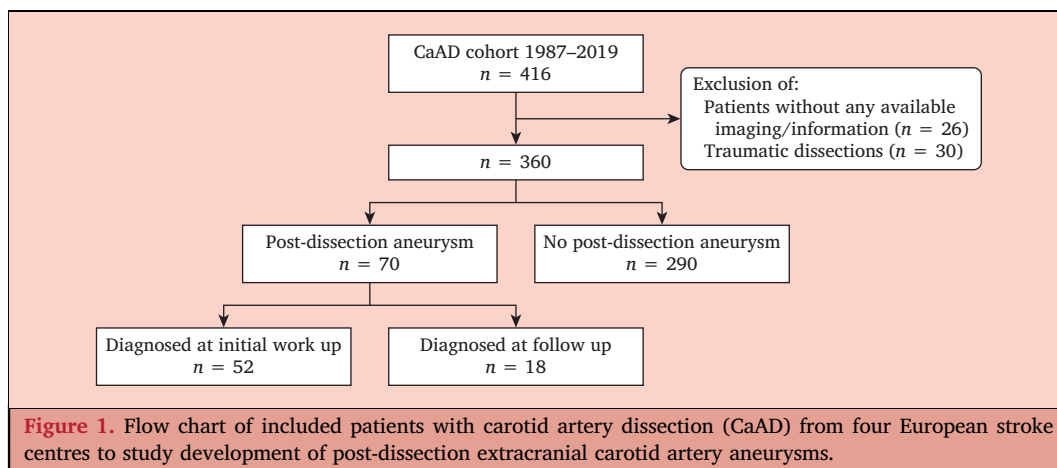 CaAD cohort 1987–2019
n = 416
Exclusion of:
Patients without any available
imaging/information (n = 26)
Traumatic dissections (n = 30)
n = 360
Post-dissection aneurysm
n = 70
No post-dissection aneurysm
n = 290
Diagnosed at initial work up
n = 52
Diagnosed at follow up
n = 18
Figure 1. Flow chart of included patients with carotid artery dissection (CaAD) from four European stroke
centres to study development of post-dissection extracranial carotid artery aneurysms.